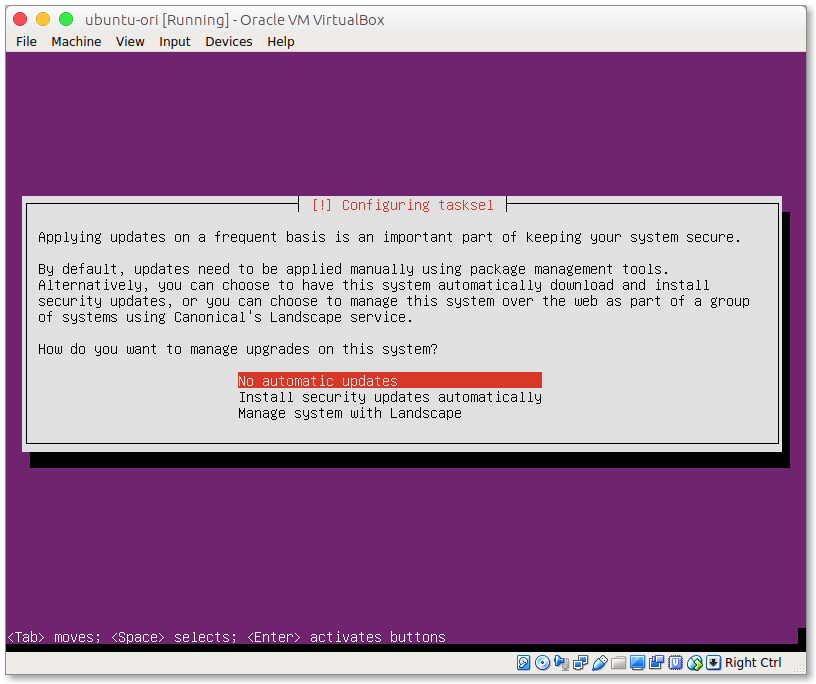 ubuntu-ori [Running] - Oracle VM VirtualBox
File Machine View Input Devices Help
[!] Configuring tasksel
Applying updates on a frequent basis is an important part of keeping your system secure.
By default, updates need to be applied manually using package management tools.
Alternatively, you can choose to have this system automatically download and install
security updates, or you can choose to manage this system over the web as part of a group
of systems using Canonical's Landscape service.
How do you want to manage upgrades on this system?
No automatic updates
Install security updates automatically
Manage system with Landscape
<Tab> moves; <Space> selects; <Enter> activates buttons
Right Ctrl